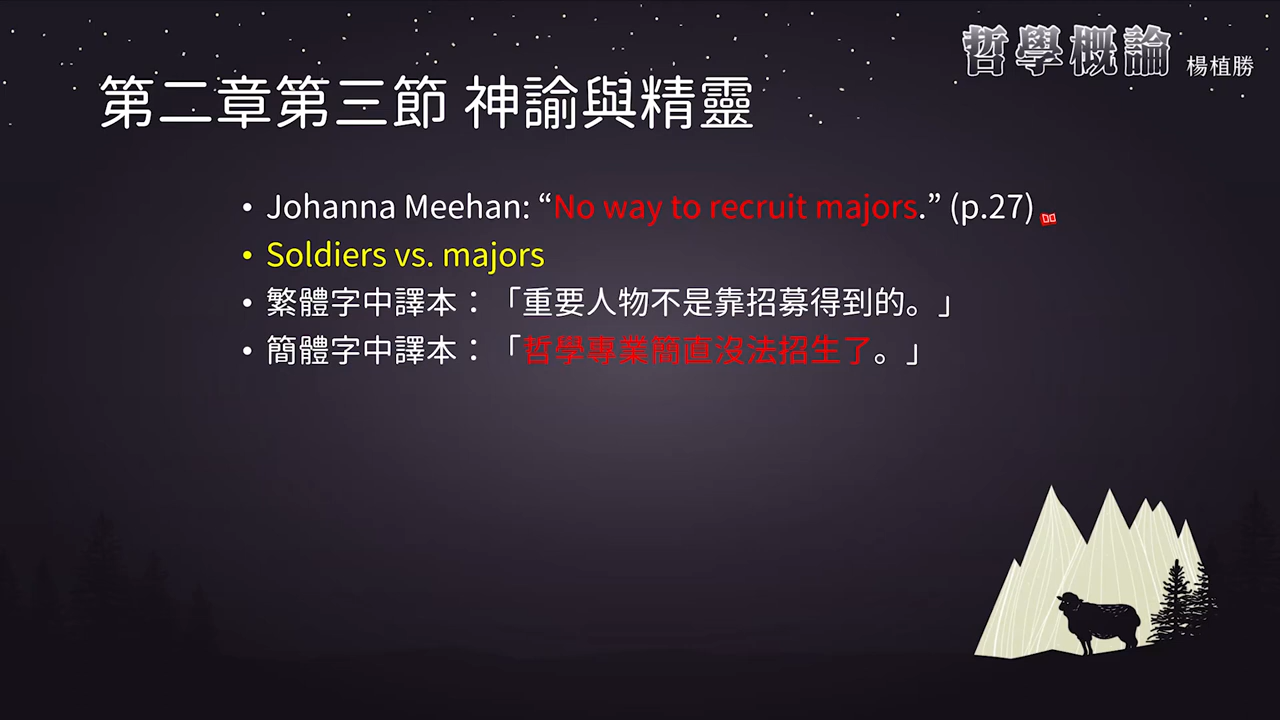 哲學概論 楊植勝
第二章第三節 神諭與精靈
• Johanna Meehan: “No way to recruit majors.” (p.27)
• Soldiers vs. majors
• 繁體字中譯本：「重要人物不是靠招募得到的。」
• 簡體字中譯本：「哲學專業簡直沒法招生了。」